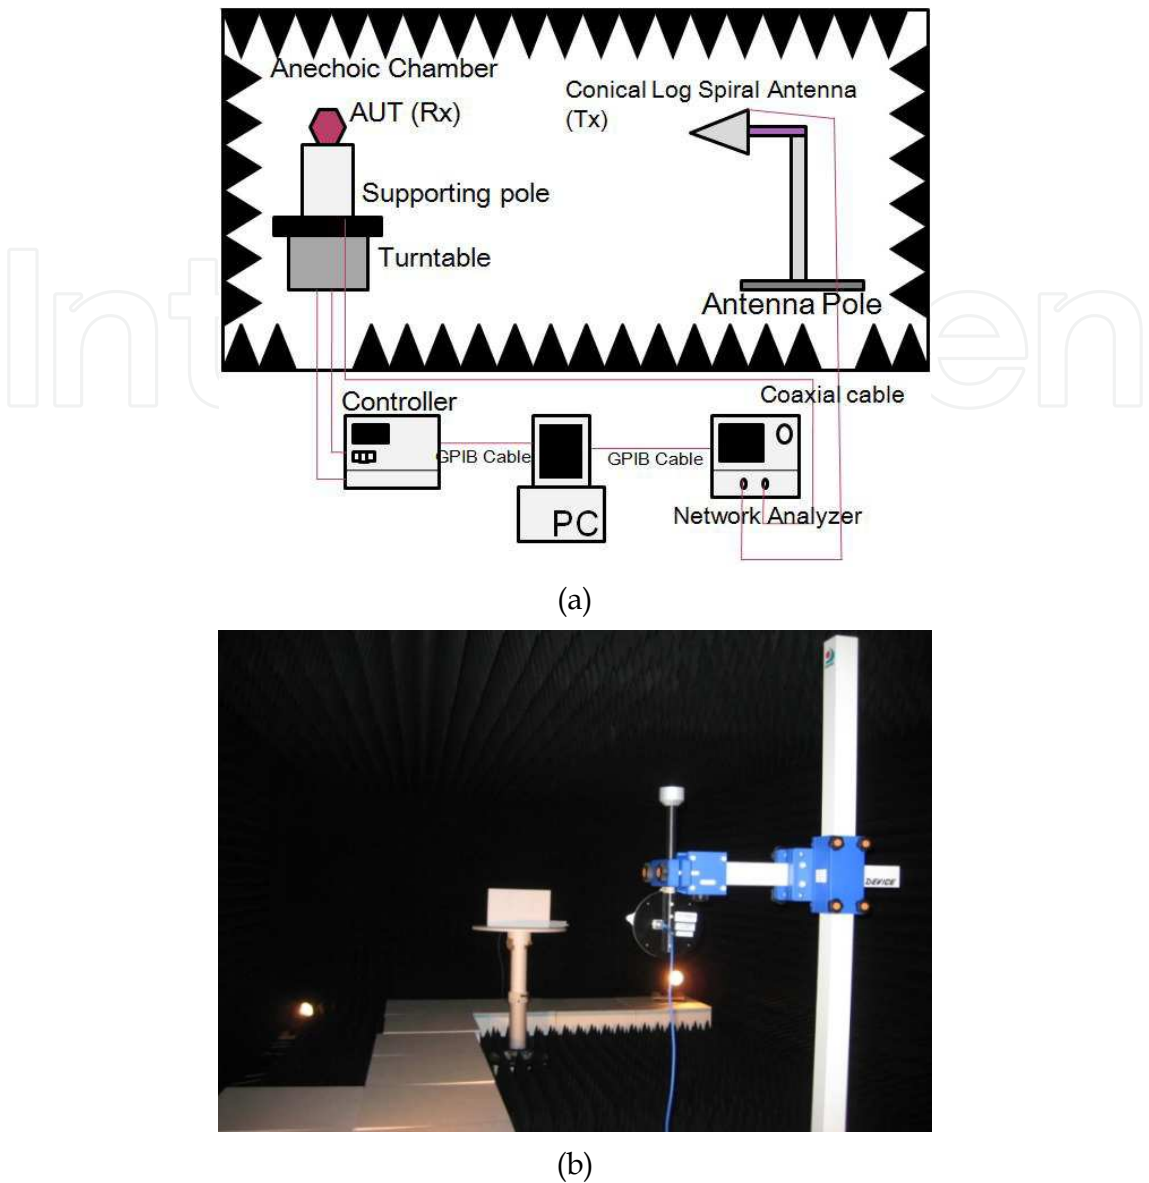 Anechoic Chamber
AUT (Rx)
Conical Log Spiral Antenna
(Tx)
Supporting pole
Turntable
Antenna Pole
Coaxial cable
Controller
GPIB Cable
GPIB Cable
PC
Network Analyzer
(a)
DEVICE
(b)